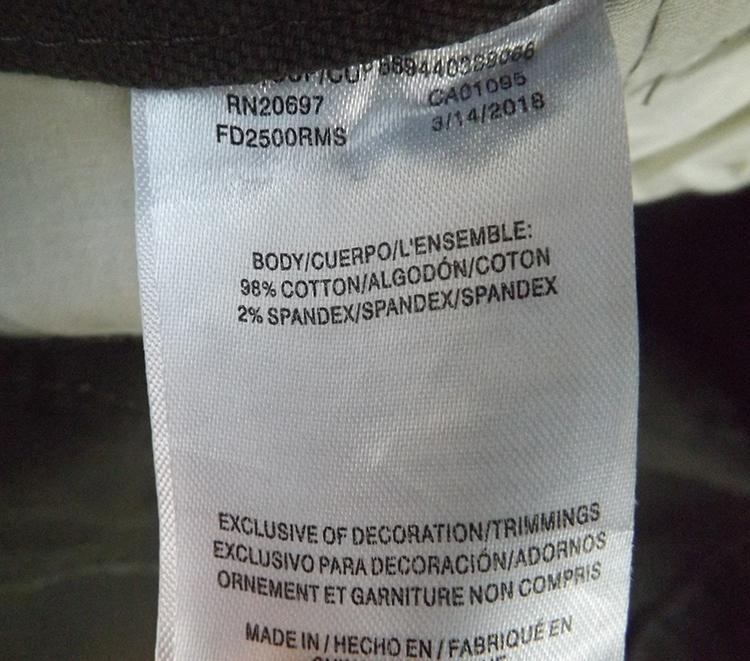 RN20697 CA01095
FD2500RMS 3/14/2018
BODY/CUERPO/L'ENSEMBLE:
98% COTTON/ALGODÓN/COTON
2% SPANDEX/SPANDEX/SPANDEX
EXCLUSIVE OF DECORATION/TRIMMINGS
EXCLUSIVO PARA DECORACIÓN/ADORNOS
ORNEMENT ET GARNITURE NON COMPRIS
MADE IN / HECHO EN / FABRIQUÉ EN